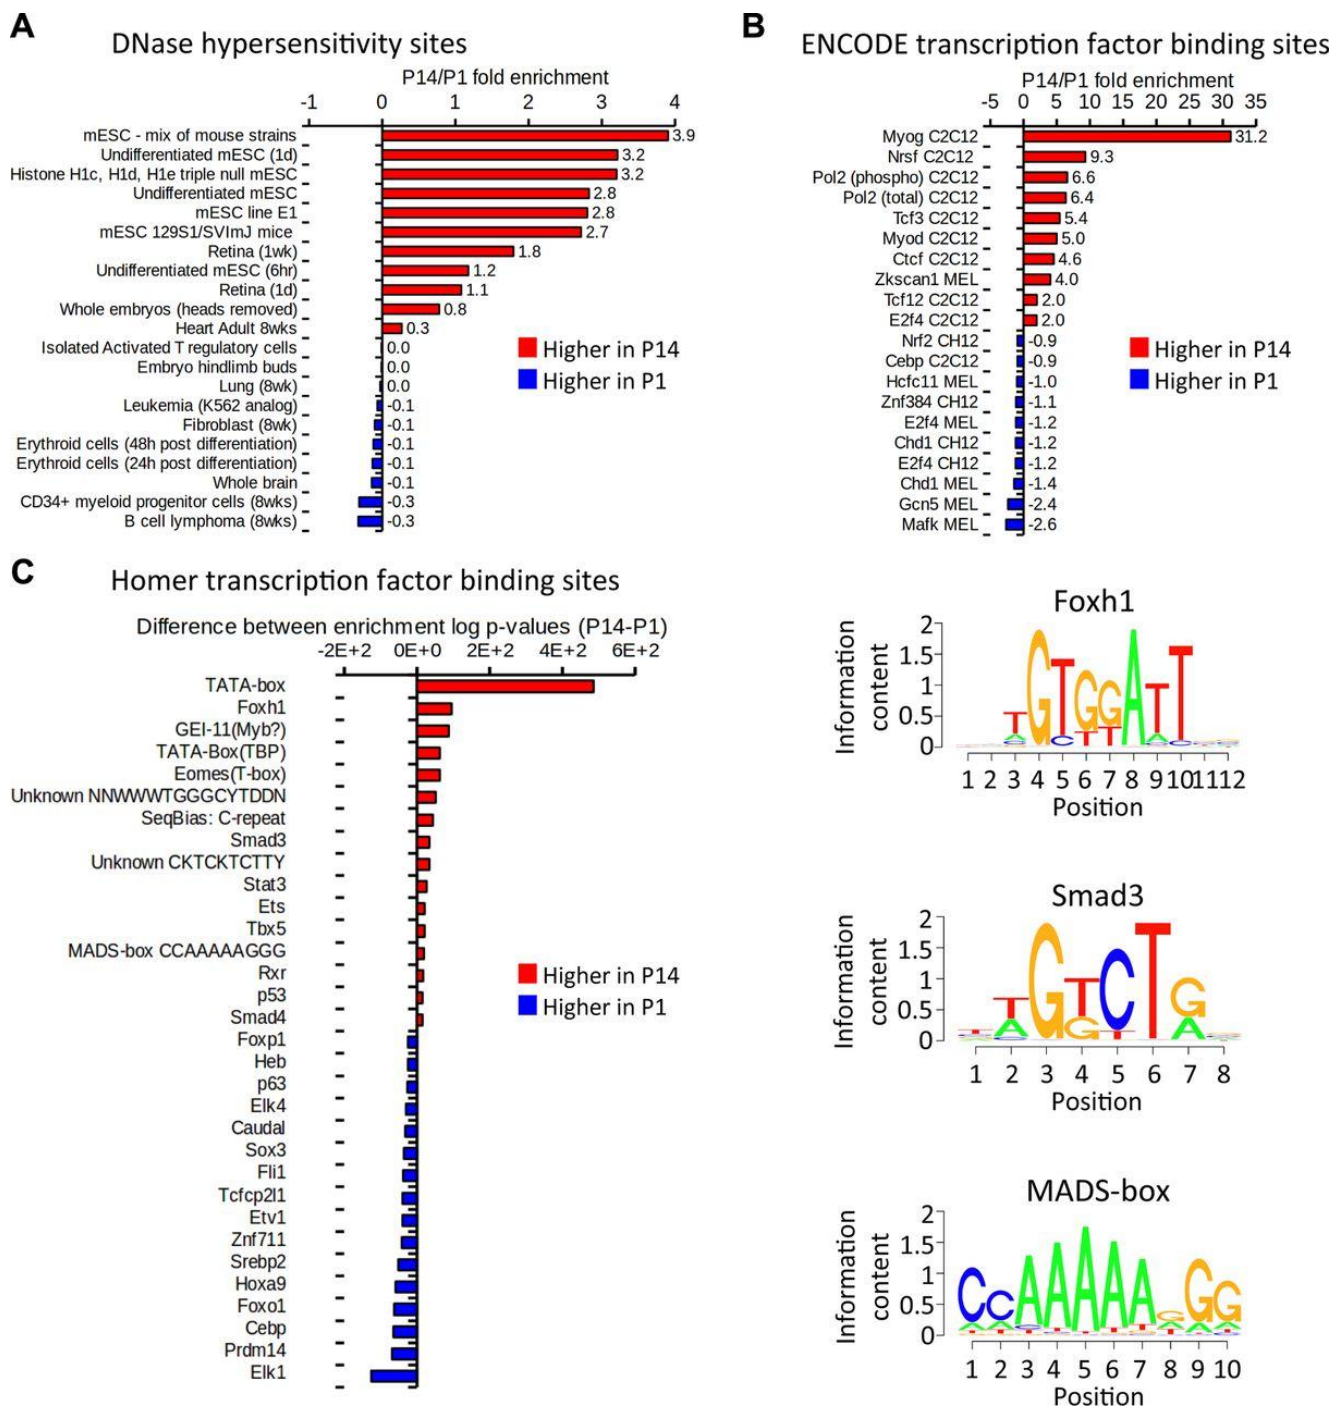 A
DNase hypersensitivity sites
P14/P1 fold enrichment
-1 0 1 2 3 4
mESC - mix of mouse strains 3.9
Undifferentiated mESC (1d) 3.2
Histone H1c, H1d, H1e triple null mESC 3.2
Undifferentiated mESC 2.8
mESC line E1 2.8
mESC 129S1/SVImJ mice 2.7
Retina (1wk) 1.8
Undifferentiated mESC (6hr) 1.2
Retina (1d) 1.1
Whole embryos (heads removed) 0.8
Heart Adult 8wks 0.3
Isolated Activated T regulatory cells 0.0
Embryo hindlimb buds 0.0
Lung (8wk) 0.0
Leukemia (K562 analog) -0.1
Fibroblast (8wk) -0.1
Erythroid cells (48h post differentiation) -0.1
Erythroid cells (24h post differentiation) -0.1
Whole brain -0.1
CD34+ myeloid progenitor cells (8wks) -0.3
B cell lymphoma (8wks) -0.3
Higher in P14
Higher in P1
B
ENCODE transcription factor binding sites
P14/P1 fold enrichment
-5 0 5 10 15 20 25 30 35
Myog C2C12 31.2
Nrsf C2C12 9.3
Pol2 (phospho) C2C12 6.6
Pol2 (total) C2C12 6.4
Tcf3 C2C12 5.4
Myod C2C12 5.0
Ctcf C2C12 4.6
Zkscan1 MEL 4.0
Tcf12 C2C12 2.0
E2f4 C2C12 2.0
Nrf2 CH12 -0.9
Cebp C2C12 -0.9
Hcfc11 MEL -1.0
Znf384 CH12 -1.1
E2f4 MEL -1.2
Chd1 CH12 -1.2
E2f4 CH12 -1.2
Chd1 MEL -1.4
Gcn5 MEL -2.4
Mafk MEL -2.6
Higher in P14
Higher in P1
C
Homer transcription factor binding sites
Difference between enrichment log p-values (P14-P1)
-2E+2 0E+0 2E+2 4E+2 6E+2
TATA-box
Foxh1
GEI-11(Myb?)
TATA-Box(TBP)
Eomes(T-box)
Unknown NNWWWTGGGCYTDDN
SeqBias: C-repeat
Smad3
Unknown CKTCKTCTTY
Stat3
Ets
Tbx5
MADS-box CCAAAAAGGG
Rxr
p53
Smad4
Foxp1
Heb
p63
Elk4
Caudal
Sox3
Fli1
Tcfcp2l1
Etv1
Znf711
Srebp2
Hoxa9
Foxo1
Cebp
Prdm14
Elk1
Higher in P14
Higher in P1
Foxh1
Information
content
2
1.5
1
0.5
0
TGTGGATT
1 2 3 4 5 6 7 8 9 10 11 12
Position
Smad3
Information
content
2
1.5
1
0.5
0
TGTCTG
1 2 3 4 5 6 7 8
Position
MADS-box
Information
content
2
1.5
1
0.5
0
CCAAAAAGGG
1 2 3 4 5 6 7 8 9 10
Position